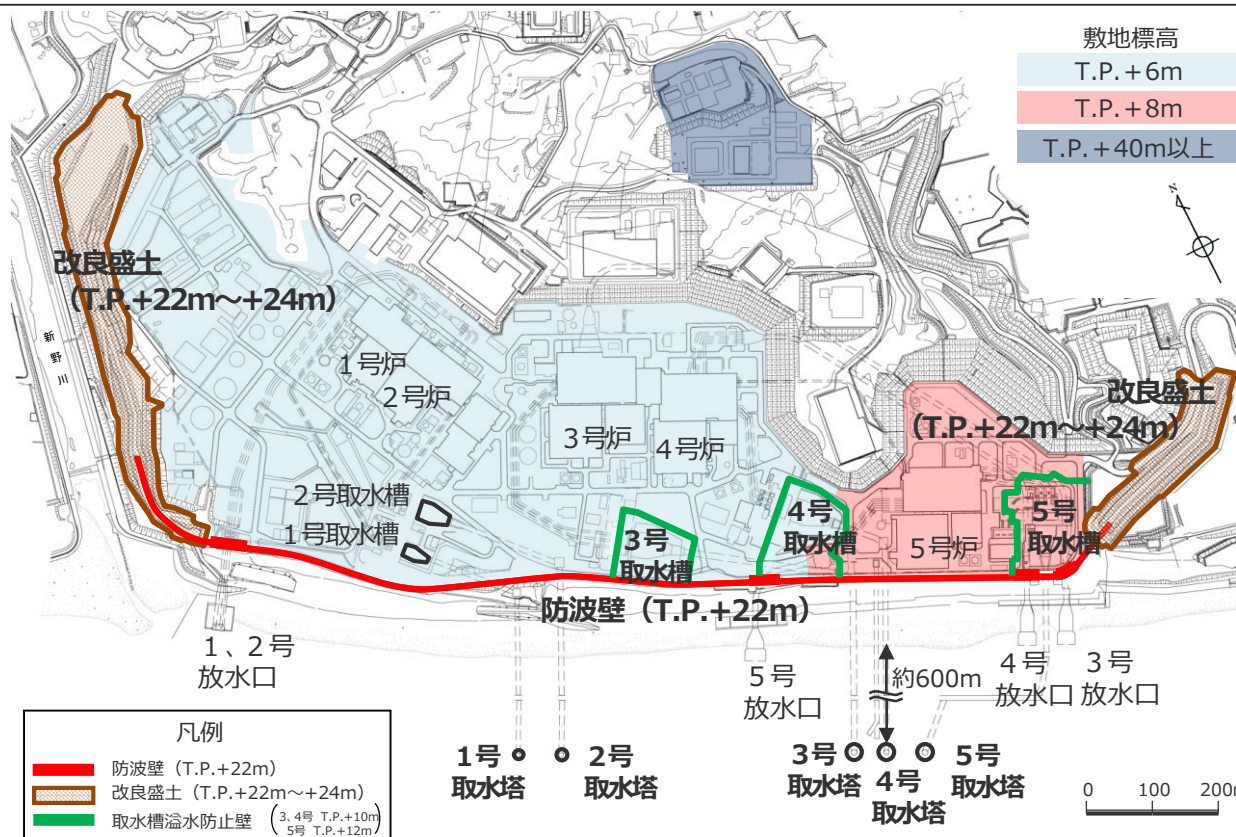 敷地標高
T.P.+6m
T.P.+8m
T.P.+40m以上
N
改良盛土
（T.P.+22m～+24m）
新野川
1号炉
2号炉
3号炉
4号炉
改良盛土
（T.P.+22m～+24m）
2号取水槽
1号取水槽
3号
取水槽
4号
取水槽
5号炉
5号
取水槽
防波壁（T.P.+22m）
1、2号
放水口
5号
放水口
約600m
4号
放水口
3号
放水口
1号
取水塔
2号
取水塔
3号
取水塔
4号
取水塔
5号
取水塔
凡例
防波壁（T.P.+22m）
改良盛土（T.P.+22m～+24m）
取水槽溢水防止壁（3、4号 T.P.+10m
5号 T.P.+12m）
0 100 200m